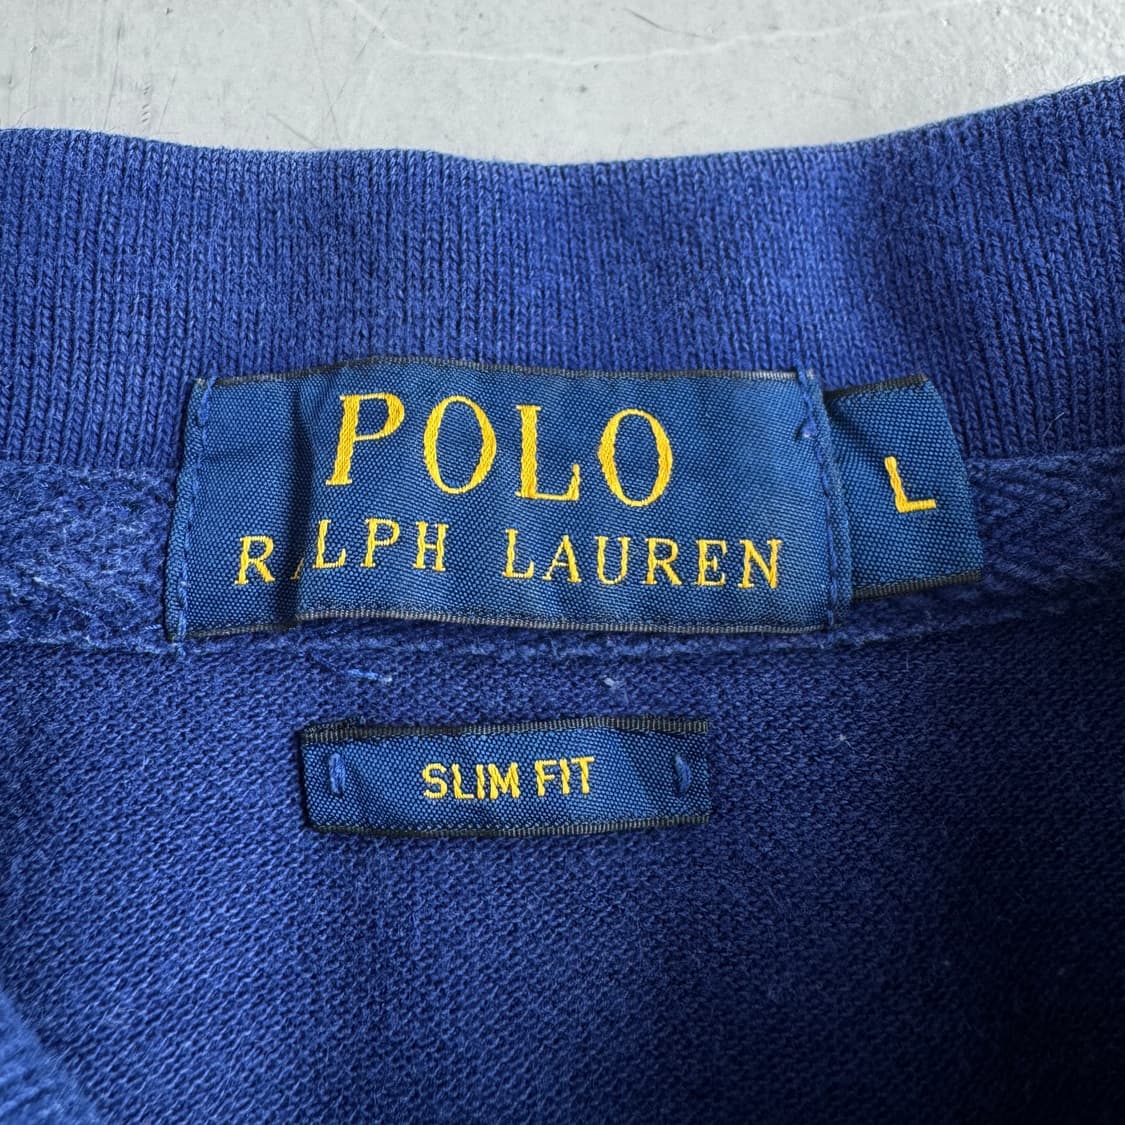 POLO
RALPH LAUREN
L
SLIM FIT